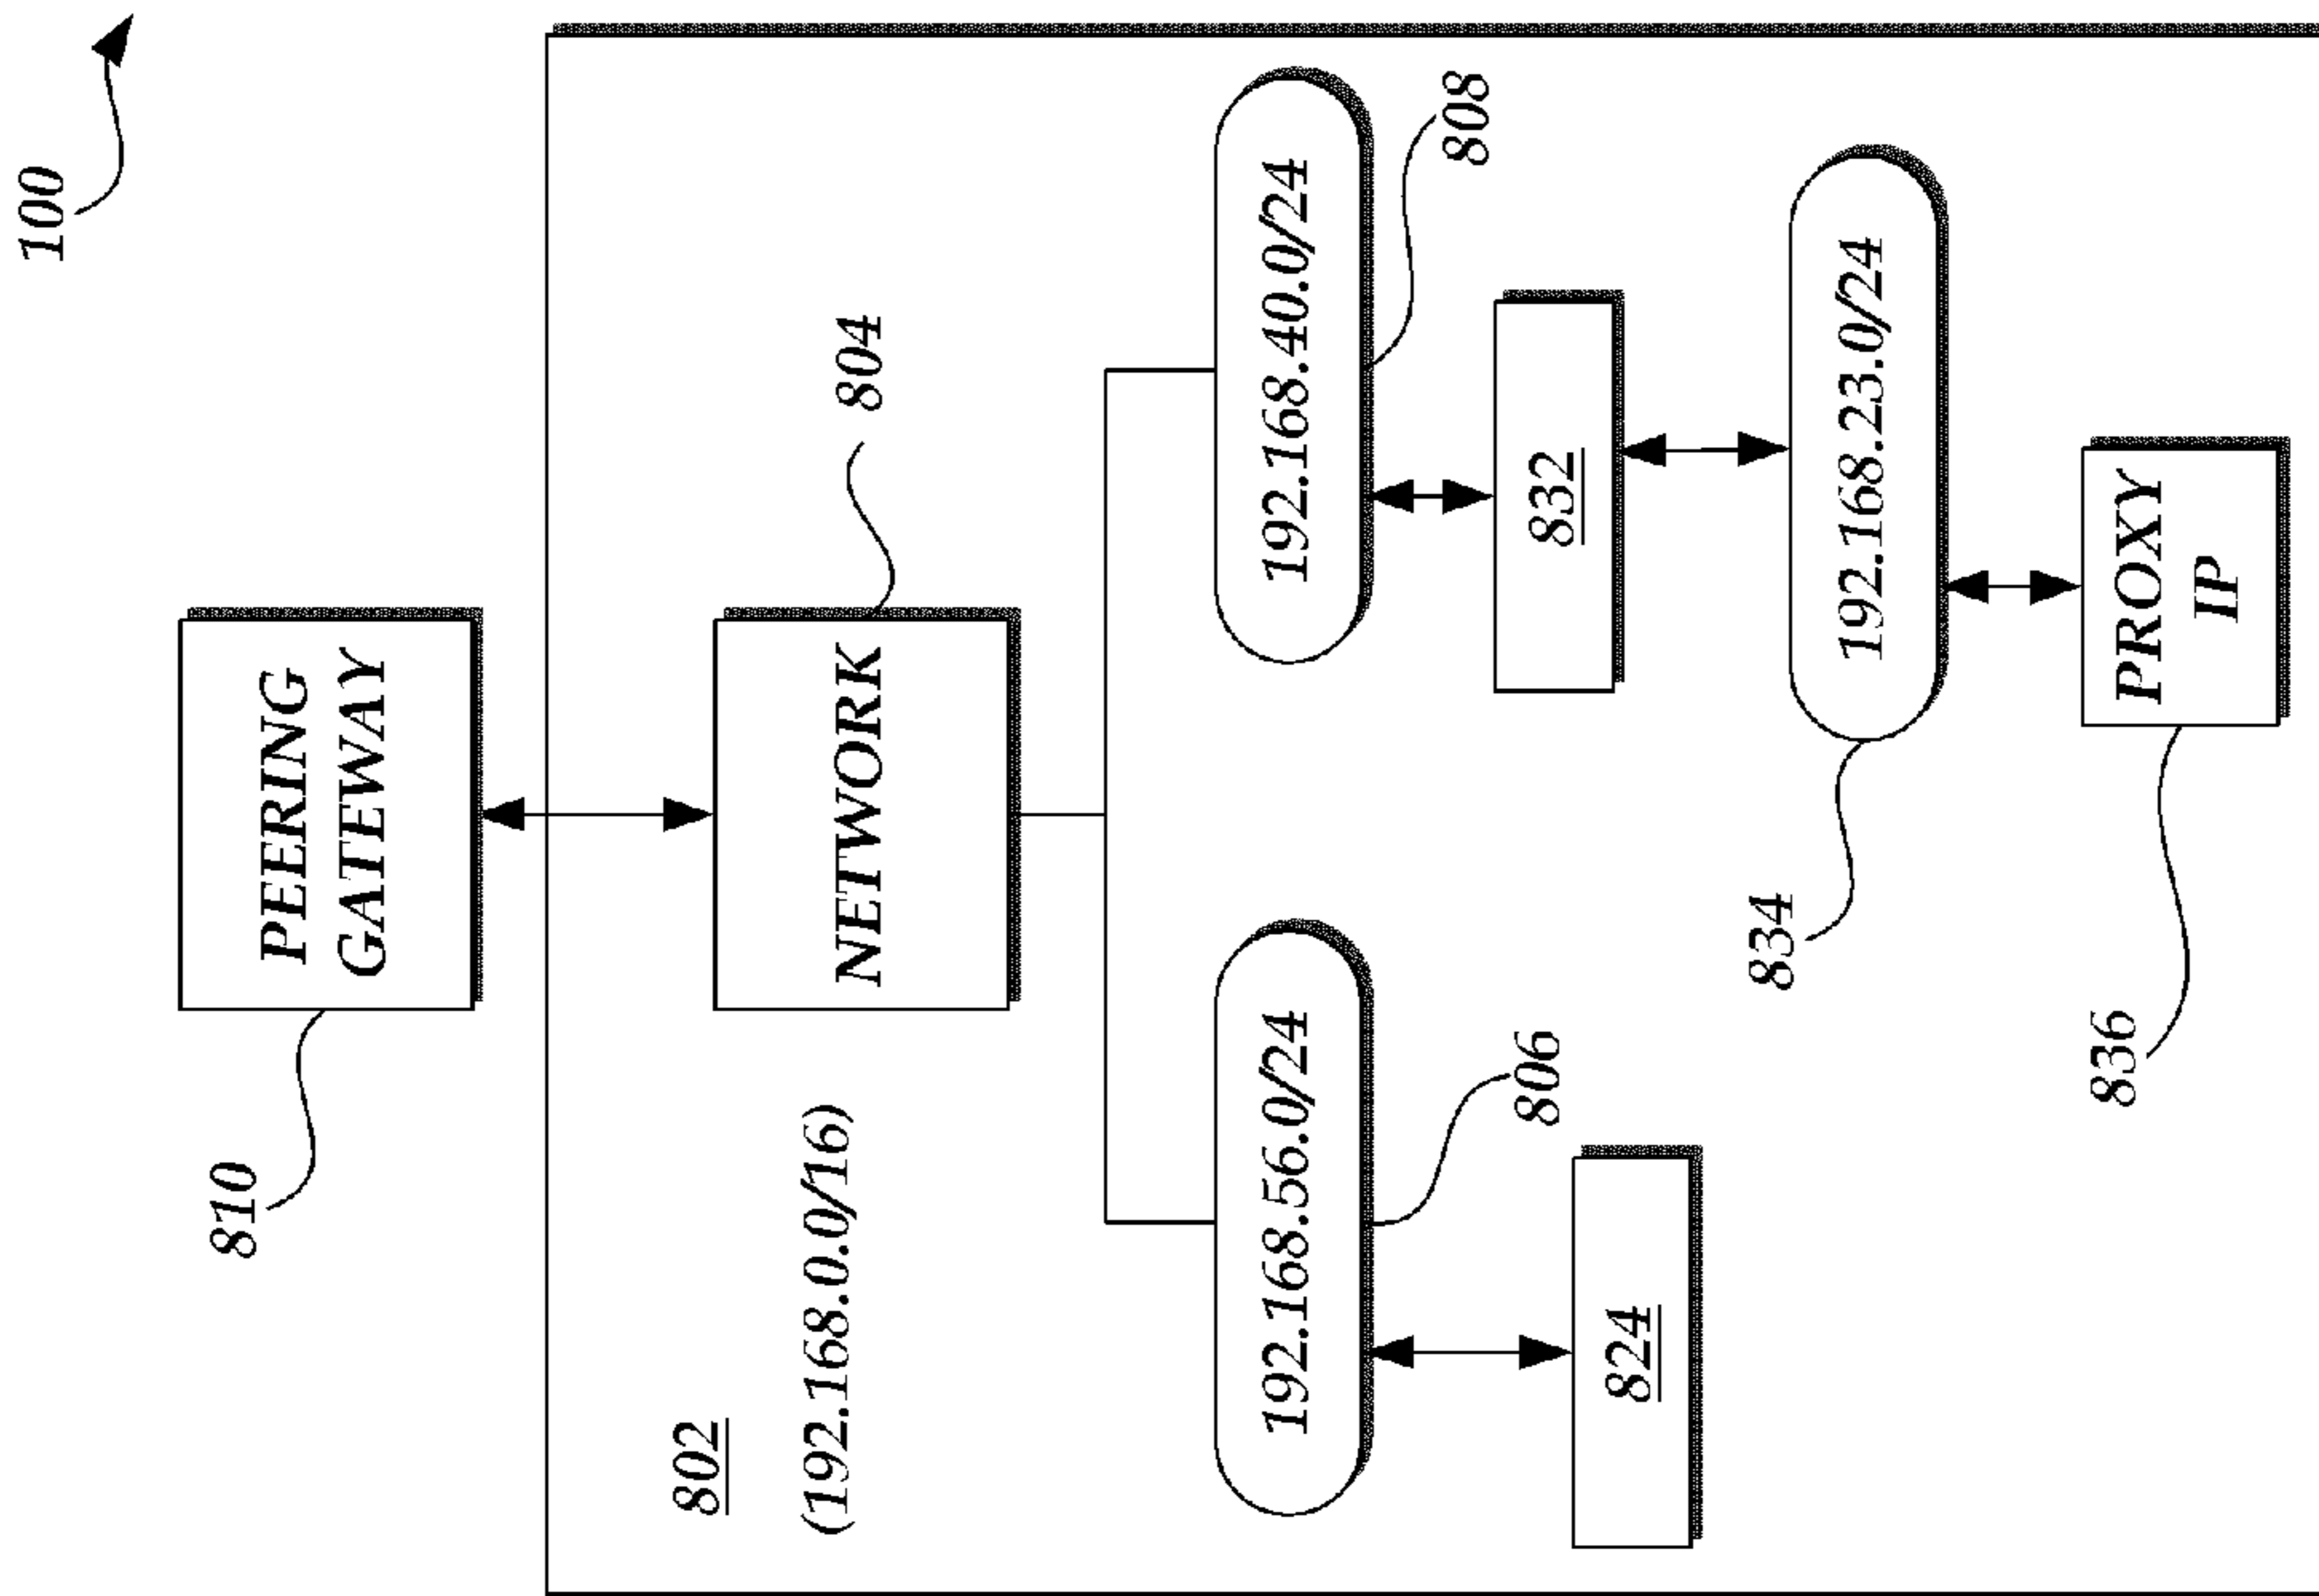 100
PEERING
GATEWAY
810
802
(192.168.0.0/16)
NETWORK
804
192.168.56.0/24
806
192.168.40.0/24
808
824
832
192.168.23.0/24
834
PROXY
IP
836